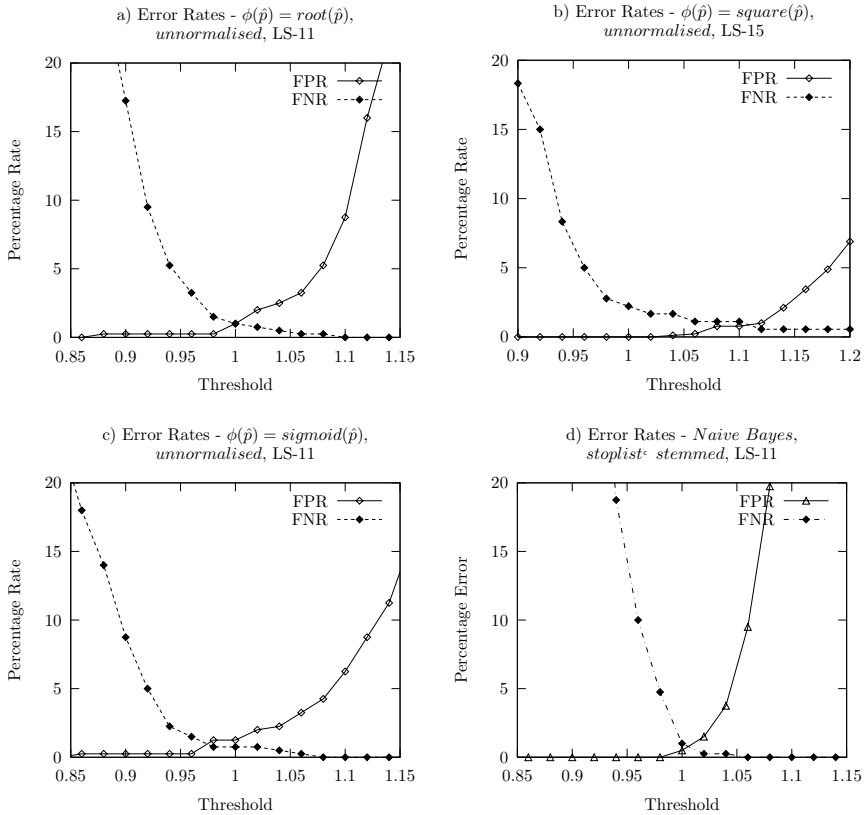 a) Error Rates - ϕ(p̂) = root(p̂),
unnormalised, LS-11
Percentage Rate
20
15
10
5
0
0.85 0.9 0.95 1 1.05 1.1 1.15
Threshold
FPR
FNR
b) Error Rates - ϕ(p̂) = square(p̂),
unnormalised, LS-15
Percentage Rate
20
15
10
5
0
0.9 0.95 1 1.05 1.1 1.15 1.2
Threshold
FPR
FNR
c) Error Rates - ϕ(p̂) = sigmoid(p̂),
unnormalised, LS-11
Percentage Rate
20
15
10
5
0
0.85 0.9 0.95 1 1.05 1.1 1.15
Threshold
FPR
FNR
d) Error Rates - Naive Bayes,
stemmed, LS-11
Percentage Error
20
15
10
5
0
0.85 0.9 0.95 1 1.05 1.1 1.15
Threshold
FPR
FNR